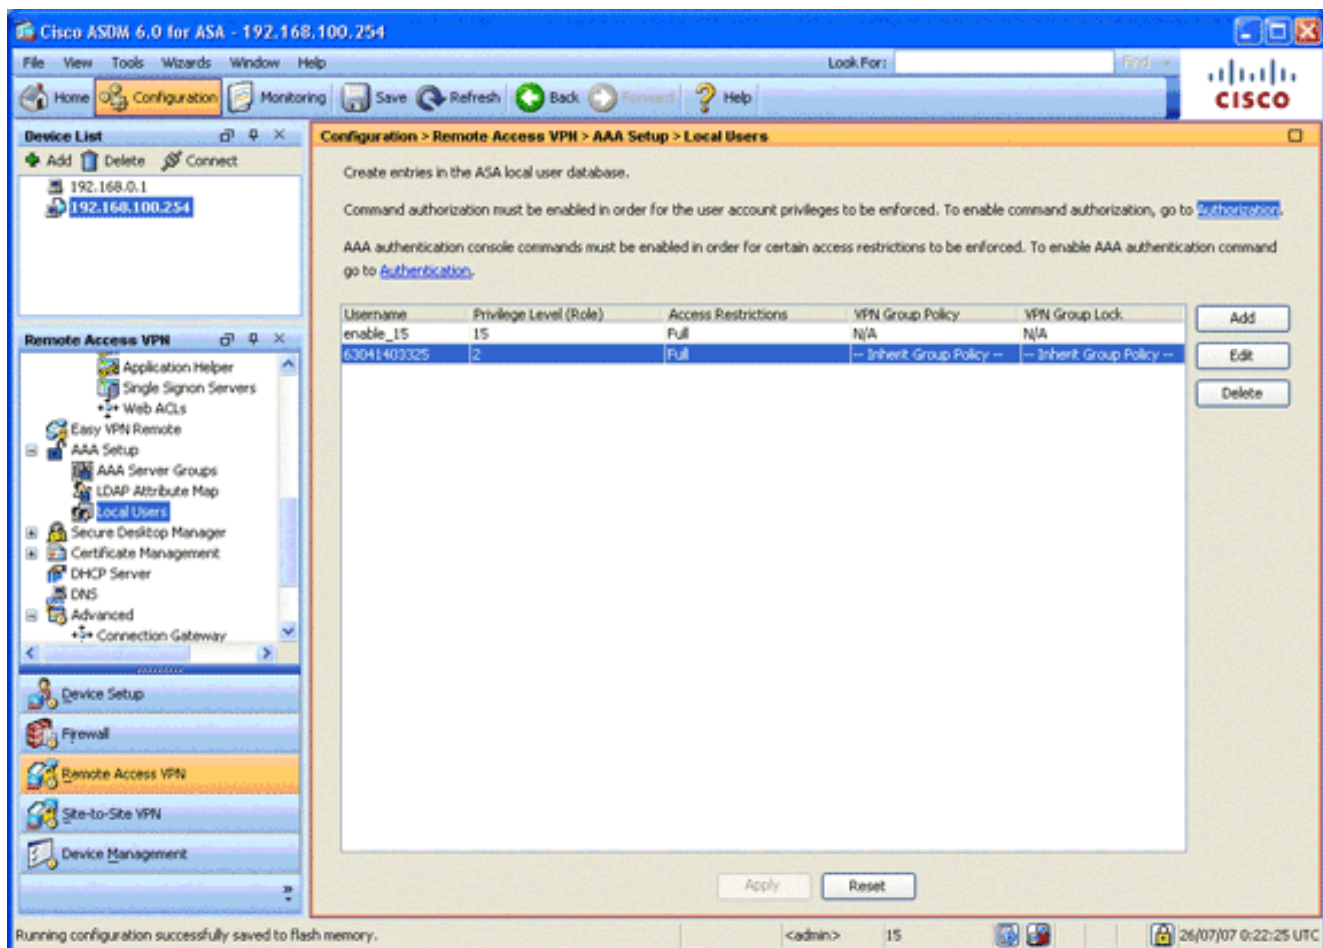 Cisco ASDM 6.0 for ASA - 192.168.100.254
File View Tools Wizards Window Help Look For: Find
Home Configuration Monitoring Save Refresh Back Forward Help
CISCO
Device List
Add Delete Connect
192.168.0.1
192.168.100.254
Remote Access VPN
Application Helper
Single Signon Servers
Web ACLs
Easy VPN Remote
AAA Setup
AAA Server Groups
LDAP Attribute Map
Local Users
Secure Desktop Manager
Certificate Management
DHCP Server
DNS
Advanced
Connection Gateway
Device Setup
Firewall
Remote Access VPN
Site-to-Site VPN
Device Management
Configuration > Remote Access VPN > AAA Setup > Local Users
Create entries in the ASA local user database.
Command authorization must be enabled in order for the user account privileges to be enforced. To enable command authorization, go to Authorization.
AAA authentication console commands must be enabled in order for certain access restrictions to be enforced. To enable AAA authentication command
go to Authentication.
Username Privilege Level (Role) Access Restrictions VPN Group Policy VPN Group Lock
enable_15 15 Full N/A N/A
63041403325 2 Full -- Inherit Group Policy -- -- Inherit Group Policy --
Add
Edit
Delete
Apply Reset
Running configuration successfully saved to flash memory. <admin> 15 26/07/07 0:22:25 UTC